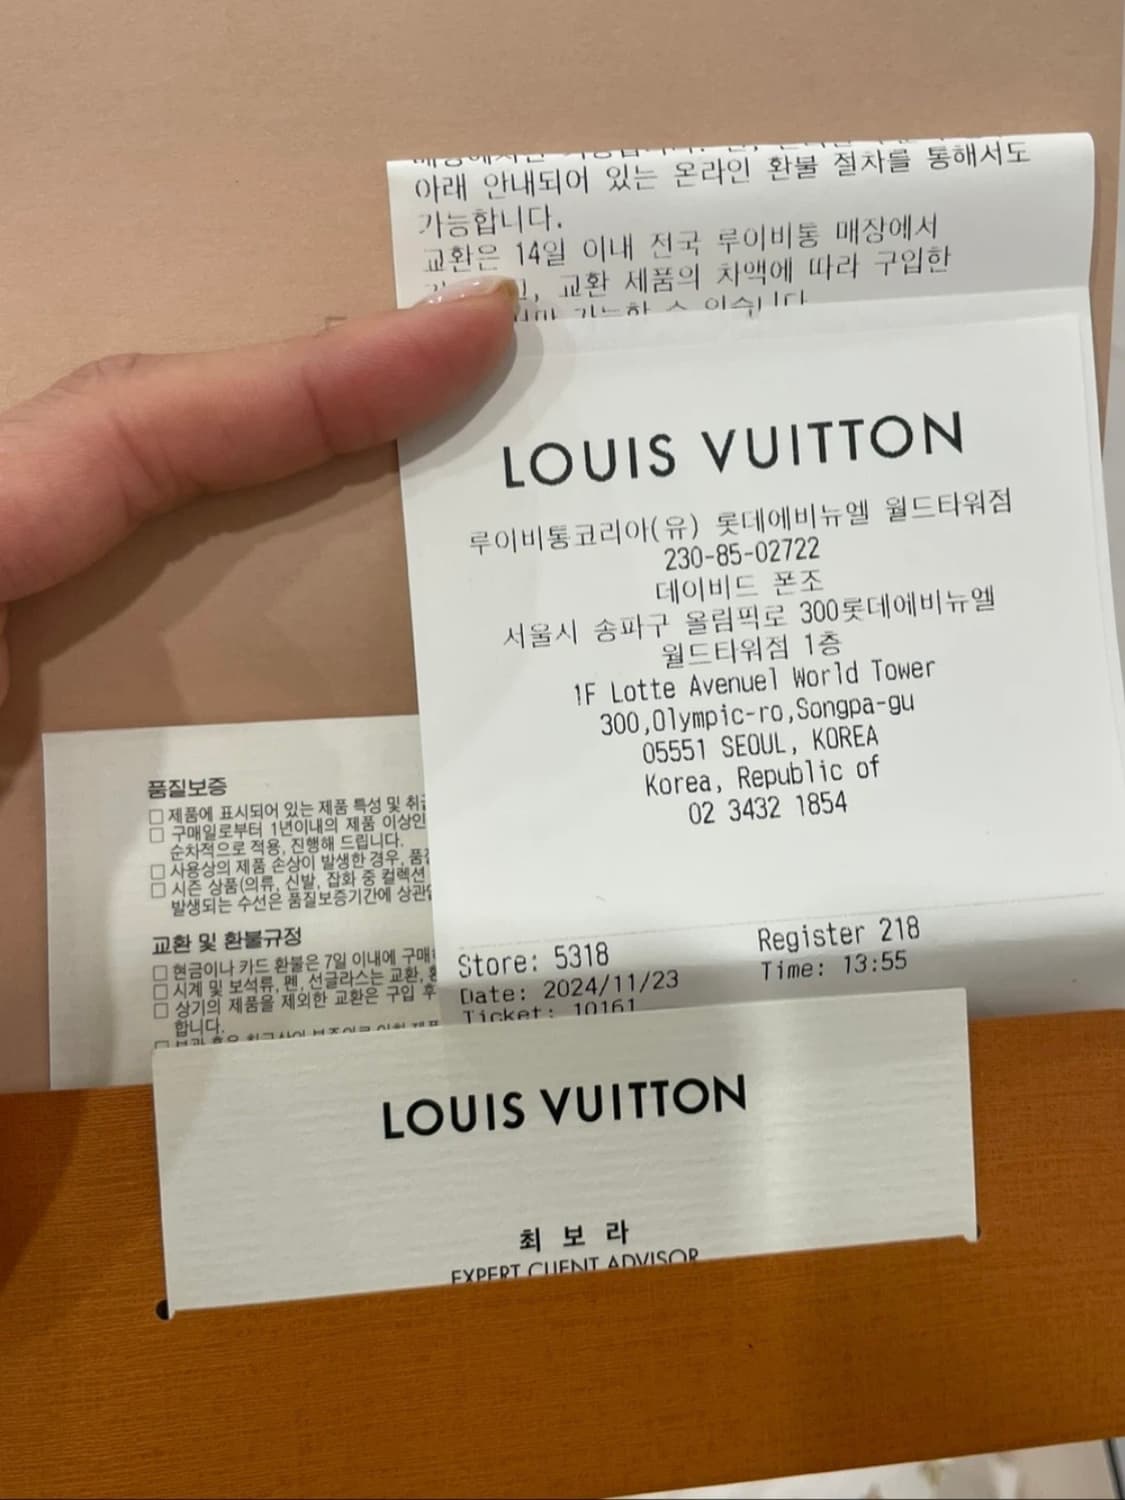 아래 안내되어 있는 온라인 환불 절차를 통해서도
가능합니다.
교환은 14일 이내 전국 루이비통 매장에서
교환 제품의 차액에 따라 구입한
가능할 수 있습니다
LOUIS VUITTON
루이비통코리아(유) 롯데에비뉴엘 월드타워점
230-85-02722
데이비드 폰조
서울시 송파구 올림픽로 300롯데에비뉴엘
월드타워점 1층
1F Lotte Avenuel World Tower
300,Olympic-ro,Songpa-gu
05551 SEOUL, KOREA
Korea, Republic of
02 3432 1854
Store: 5318 Register 218
Date: 2024/11/23 Time: 13:55
Ticket: 10161
품질보증
□ 제품에 표시되어 있는 제품 특성 및
□ 구매일로부터 1년이내의 제품 이상인
순차적으로 적용, 진행해 드립니다.
□ 사용상의 제품 손상이 발생한 경우,
□ 시즌 상품(의류, 신발, 잡화 중 컬렉션
발생되는 수선은 품질보증기간에
교환 및 환불규정
□ 현금이나 카드 환불은 7일 이내에
□ 시계 및 보석류, 펜, 선글라스는 교환,
□ 상기의 제품을 제외한 교환은 구입 후
합니다.
LOUIS VUITTON
최 보 라
EXPERT CLIENT ADVISOR